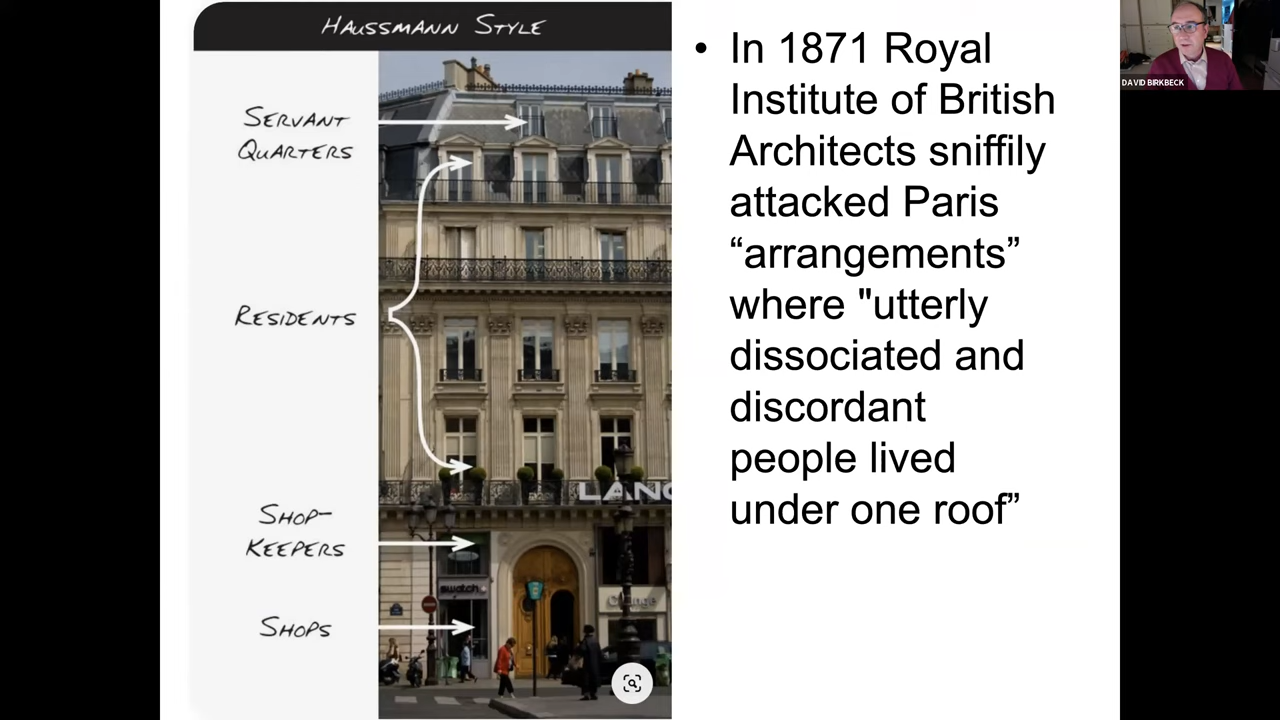 HAUSSMANN STYLE
SERVANT
QUARTERS
RESIDENTS
SHOP-
KEEPERS
SHOPS
LANC
swatch
Change
• In 1871 Royal
Institute of British
Architects sniffily
attacked Paris
“arrangements”
where "utterly
dissociated and
discordant
people lived
under one roof”
DAVID BIRKBECK